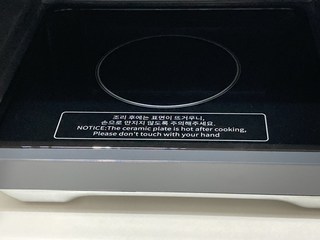 조리 후에는 표면이 뜨거우니,
손으로 만지지 않도록 주의해주세요.
NOTICE:The ceramic plate is hot after cooking,
Please don't touch with your hand